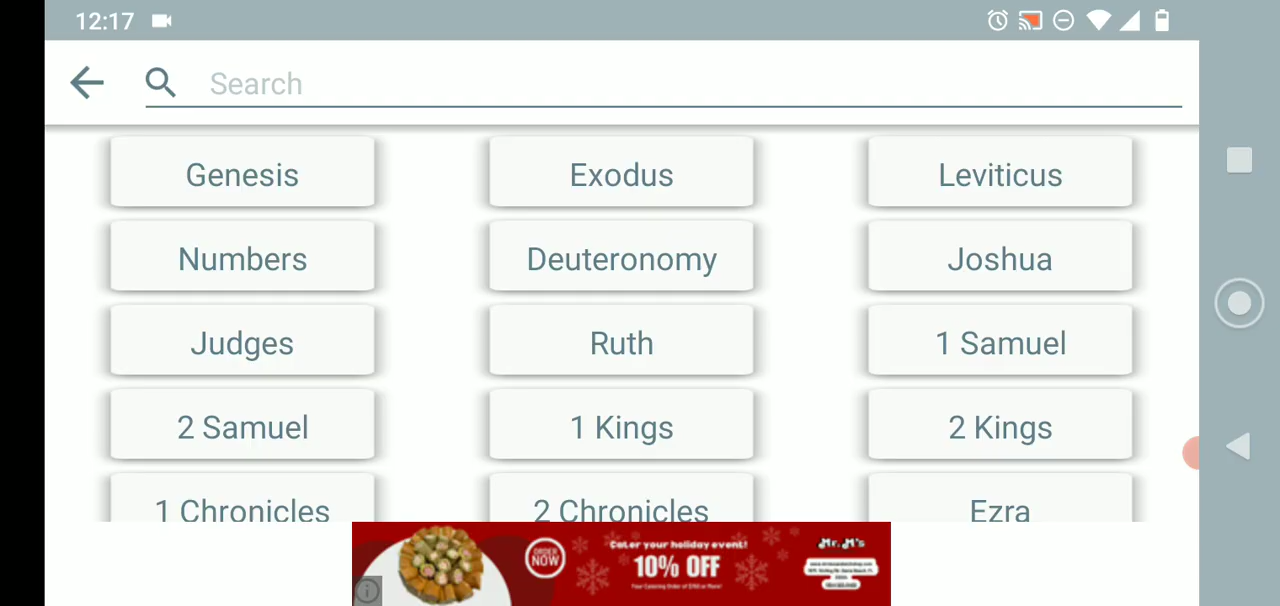 12:17
Search
Genesis Exodus Leviticus
Numbers Deuteronomy Joshua
Judges Ruth 1 Samuel
2 Samuel 1 Kings 2 Kings
1 Chronicles 2 Chronicles Ezra
ORDER NOW
Cater your holiday event!
10% OFF
Mr. M's